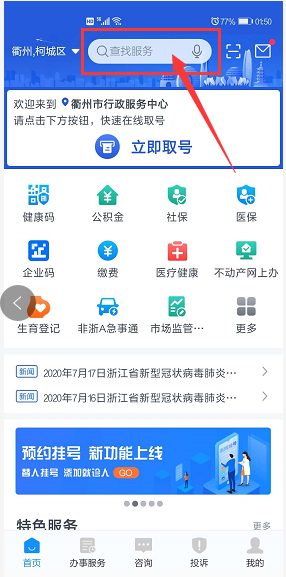 HD 5G 77% 01:50
衢州,柯城区 查找服务
欢迎来到 衢州市行政服务中心
请点击下方按钮，快速在线取号
立即取号
健康码 公积金 社保 医保
企业码 缴费 医疗健康 不动产网上办
生育登记 非浙A急事通 市场监管… 更多
新闻 2020年7月17日浙江省新型冠状病毒肺炎…
新闻 2020年7月16日浙江省新型冠状病毒肺炎…
预约挂号 新功能上线
替人挂号 添加就诊人 GO
特色服务 更多
首页 办事服务 咨询 投诉 我的